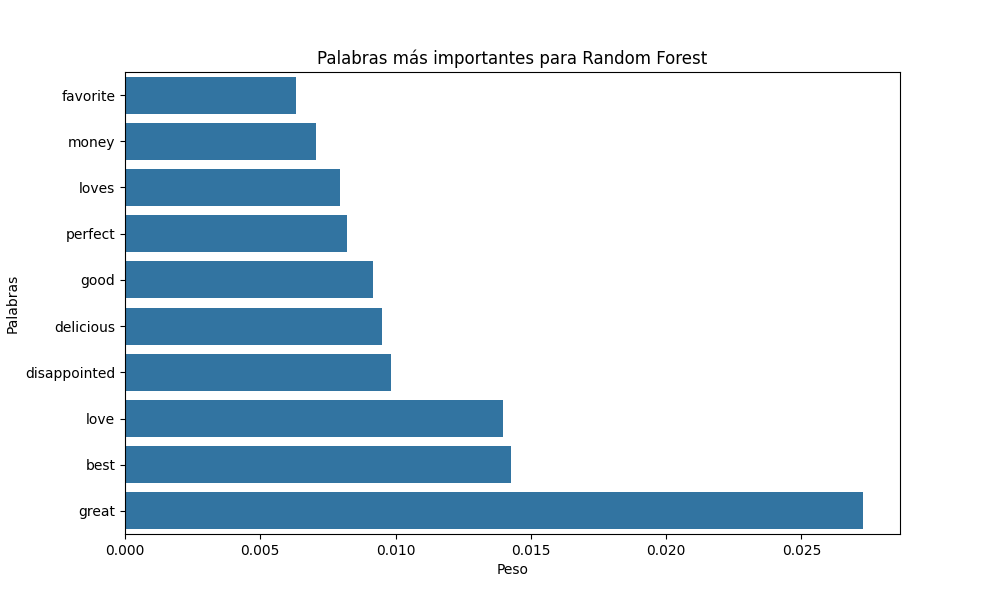 Palabras más importantes para Random Forest
favorite
money
loves
perfect
good
delicious
disappointed
love
best
great
Palabras
0.000 0.005 0.010 0.015 0.020 0.025
Peso